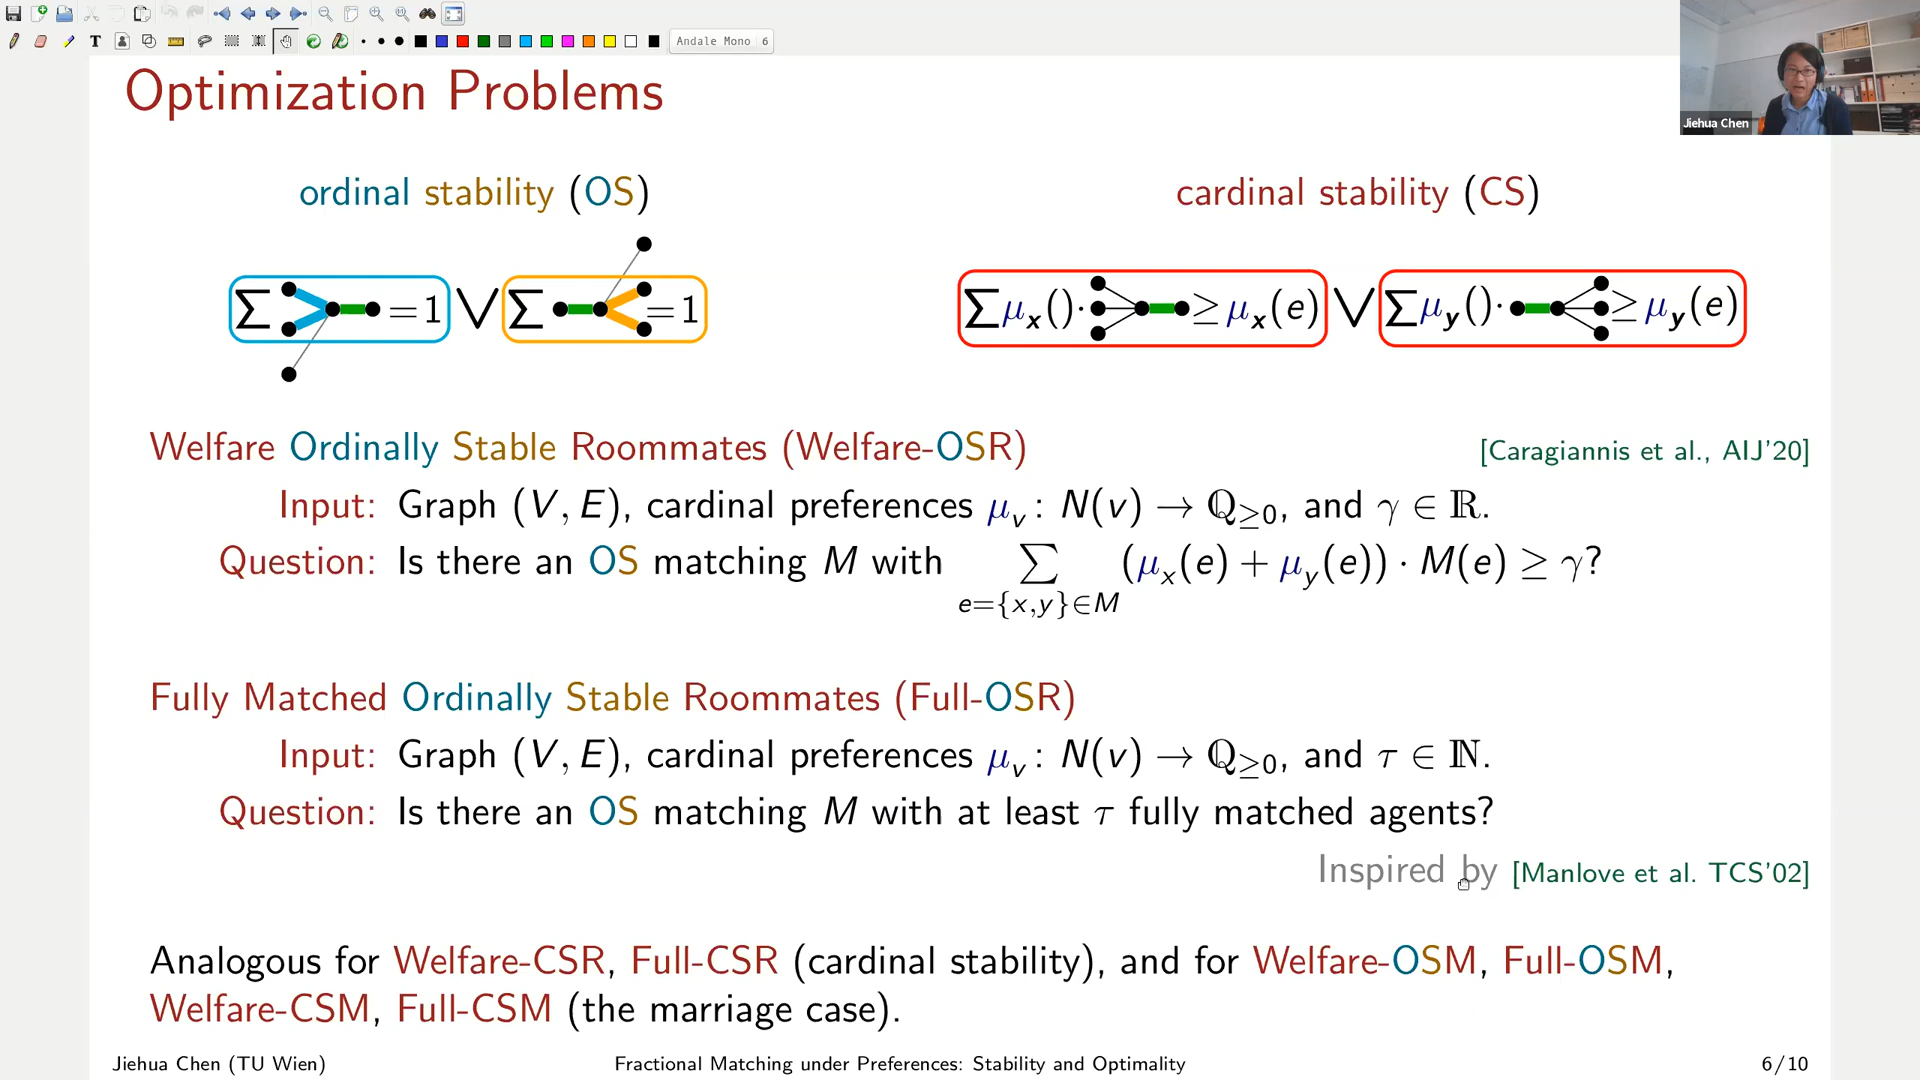 Andale Mono 6
Jiehua Chen
Optimization Problems
ordinal stability (OS)
cardinal stability (CS)
∑ = 1 ⋁ ∑ = 1
∑μₓ()· ≥ μₓ(e) ⋁ ∑μᵧ()· ≥ μᵧ(e)
Welfare Ordinally Stable Roommates (Welfare-OSR) [Caragiannis et al., AIJ'20]
Input: Graph (V, E), cardinal preferences μᵥ : N(v) → ℚ≥0, and γ ∈ ℝ.
Question: Is there an OS matching M with ∑ (μₓ(e) + μᵧ(e)) · M(e) ≥ γ?
e={x,y}∈M
Fully Matched Ordinally Stable Roommates (Full-OSR)
Input: Graph (V, E), cardinal preferences μᵥ : N(v) → ℚ≥0, and τ ∈ ℕ.
Question: Is there an OS matching M with at least τ fully matched agents?
Inspired by [Manlove et al. TCS'02]
Analogous for Welfare-CSR, Full-CSR (cardinal stability), and for Welfare-OSM, Full-OSM,
Welfare-CSM, Full-CSM (the marriage case).
Jiehua Chen (TU Wien) Fractional Matching under Preferences: Stability and Optimality 6/10